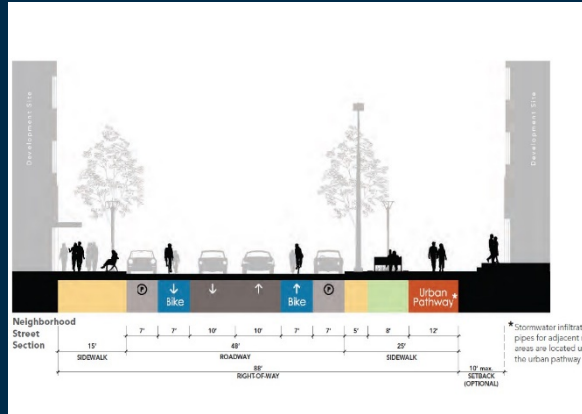 Development Site
Development Site
Bike
Bike
Urban
Pathway*
Neighborhood
Street
Section
7' 7' 10' 10' 7' 7' 5' 8' 12'
15' 48' 25' 10' max.
SIDEWALK ROADWAY SIDEWALK SETBACK
(OPTIONAL)
88'
RIGHT-OF-WAY
* Stormwater infiltrat
pipes for adjacent
areas are located u
the urban pathway